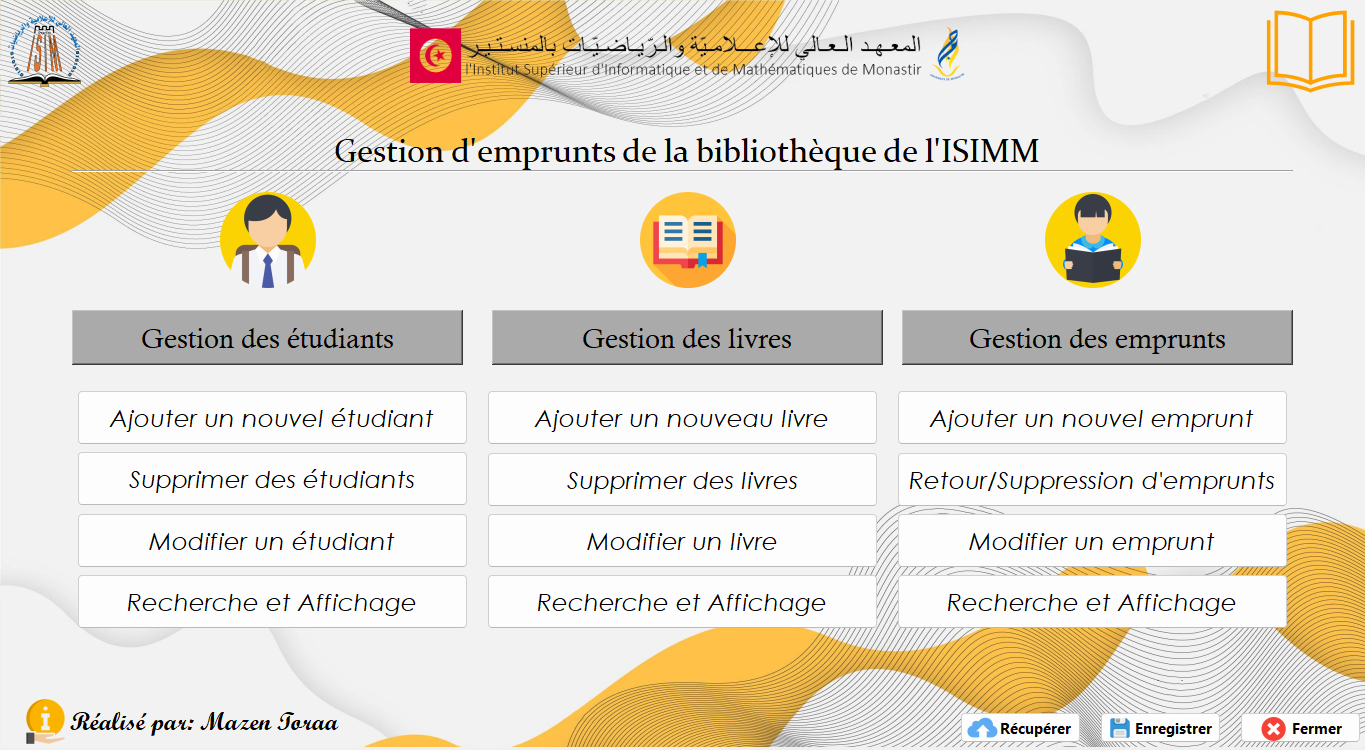 ISIM
المعهد العالي للإعلامية والرياضيات بالمنستير
l'Institut Supérieur d'Informatique et de Mathématiques de Monastir
Gestion d'emprunts de la bibliothèque de l'ISIMM
Gestion des étudiants
Gestion des livres
Gestion des emprunts
Ajouter un nouvel étudiant
Ajouter un nouveau livre
Ajouter un nouvel emprunt
Supprimer des étudiants
Supprimer des livres
Retour/Suppression d'emprunts
Modifier un étudiant
Modifier un livre
Modifier un emprunt
Recherche et Affichage
Recherche et Affichage
Recherche et Affichage
Réalisé par: Mazen Toraa
Récupérer
Enregistrer
Fermer